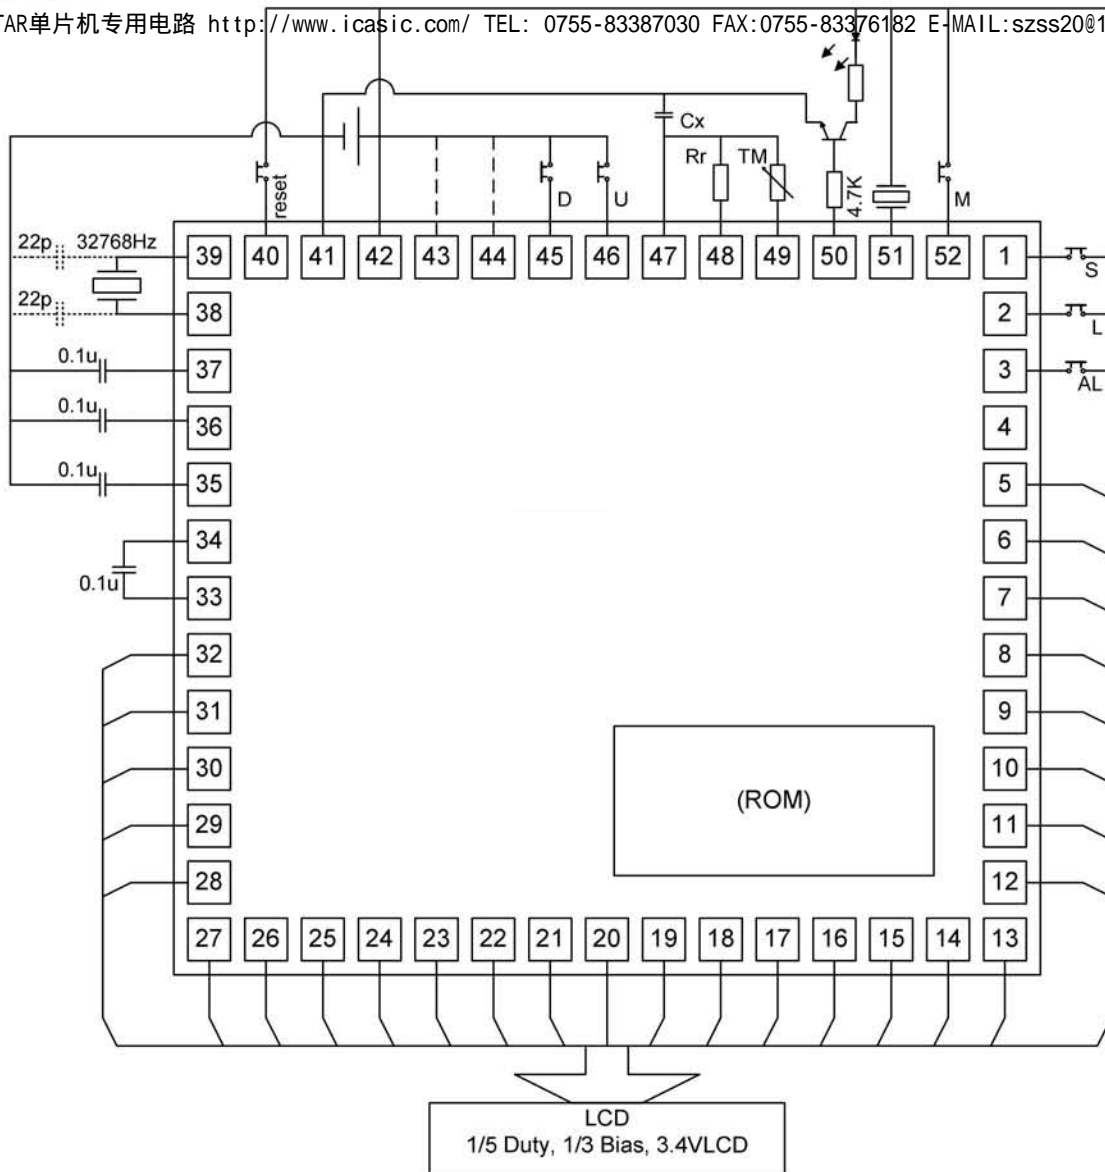 TAR单片机专用电路 http://www.icasic.com/ TEL: 0755-83387030 FAX:0755-83376182 E-MAIL:szss20@1
Cx
Rr
TM
reset
D
U
4.7K
M
22p
32768Hz
39
40
41
42
43
44
45
46
47
48
49
50
51
52
1
S
22p
38
2
L
0.1u
37
3
AL
0.1u
36
4
0.1u
35
5
34
6
0.1u
33
7
32
8
31
9
30
10
(ROM)
29
11
28
12
27
26
25
24
23
22
21
20
19
18
17
16
15
14
13
LCD
1/5 Duty, 1/3 Bias, 3.4VLCD